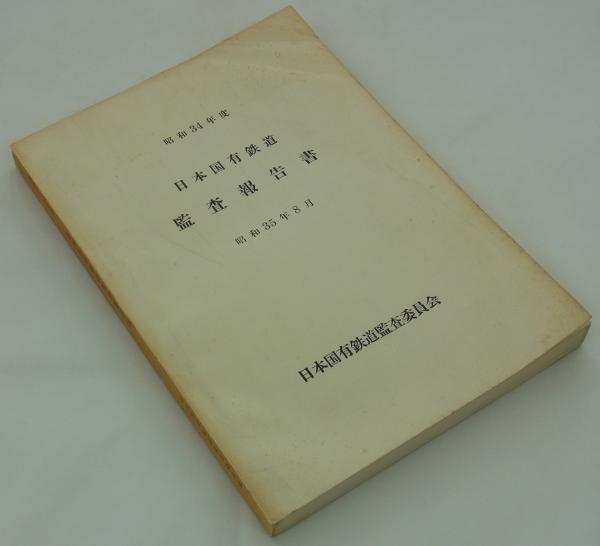 昭和34年度
日本国有鉄道
監査報告書
昭和35年8月
日本国有鉄道監査委員会